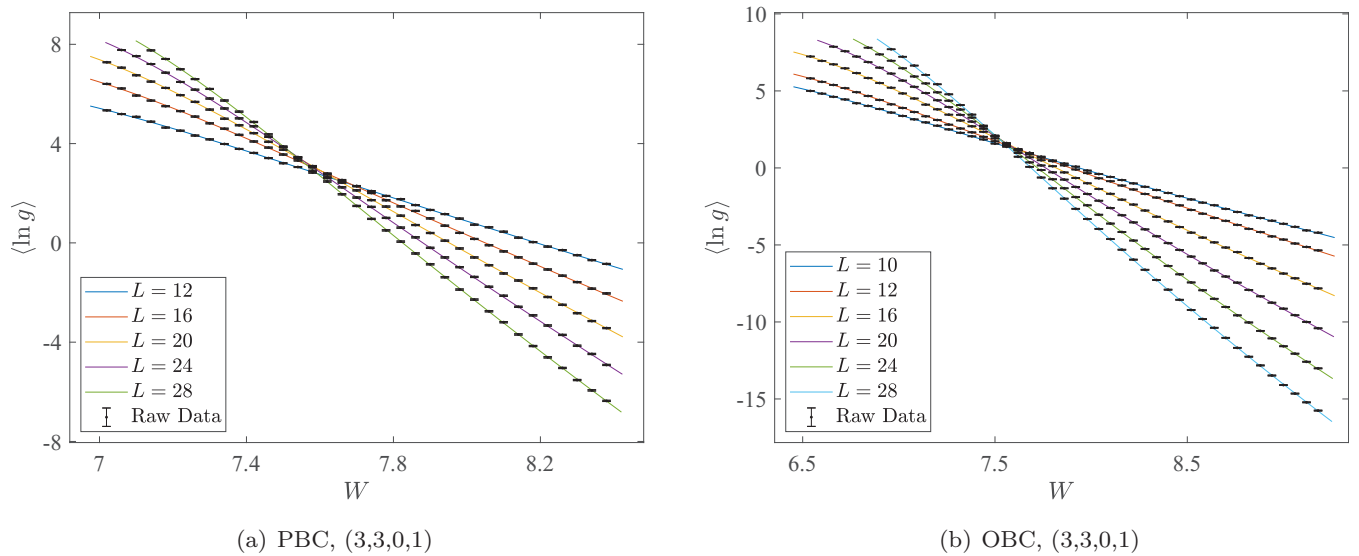 8
4
0
-4
-8
⟨ln g⟩
7
7.4
7.8
8.2
W
L = 12
L = 16
L = 20
L = 24
L = 28
Raw Data
(a) PBC, (3,3,0,1)
10
5
0
-5
-10
-15
⟨ln g⟩
6.5
7.5
8.5
W
L = 10
L = 12
L = 16
L = 20
L = 24
L = 28
Raw Data
(b) OBC, (3,3,0,1)